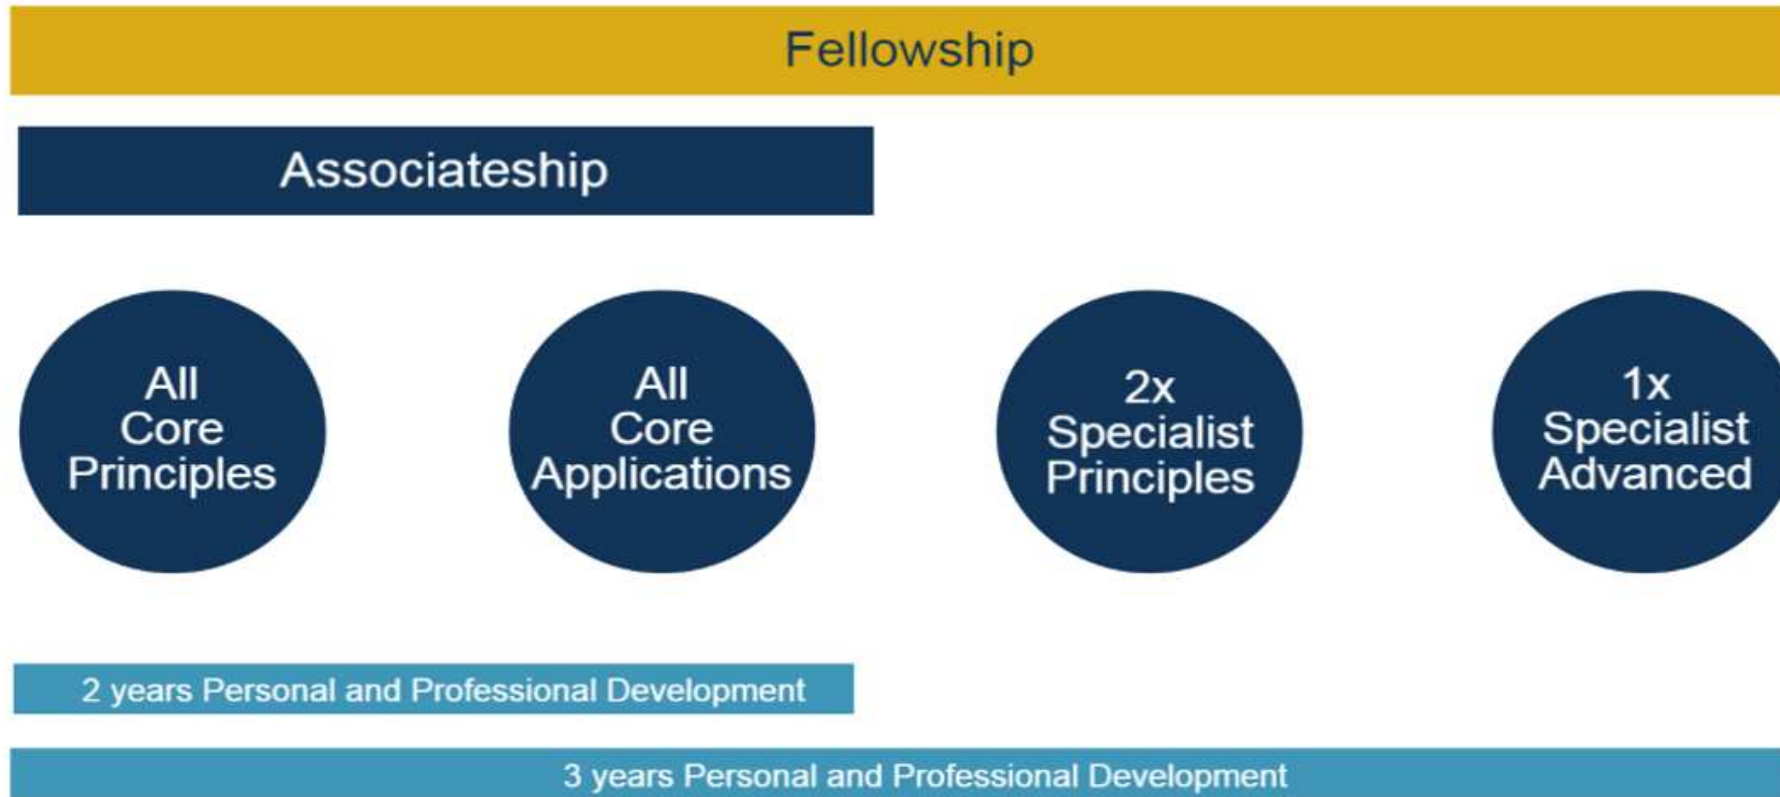 Fellowship
Associateship
All
Core
Principles
All
Core
Applications
2x
Specialist
Principles
1x
Specialist
Advanced
2 years Personal and Professional Development
3 years Personal and Professional Development